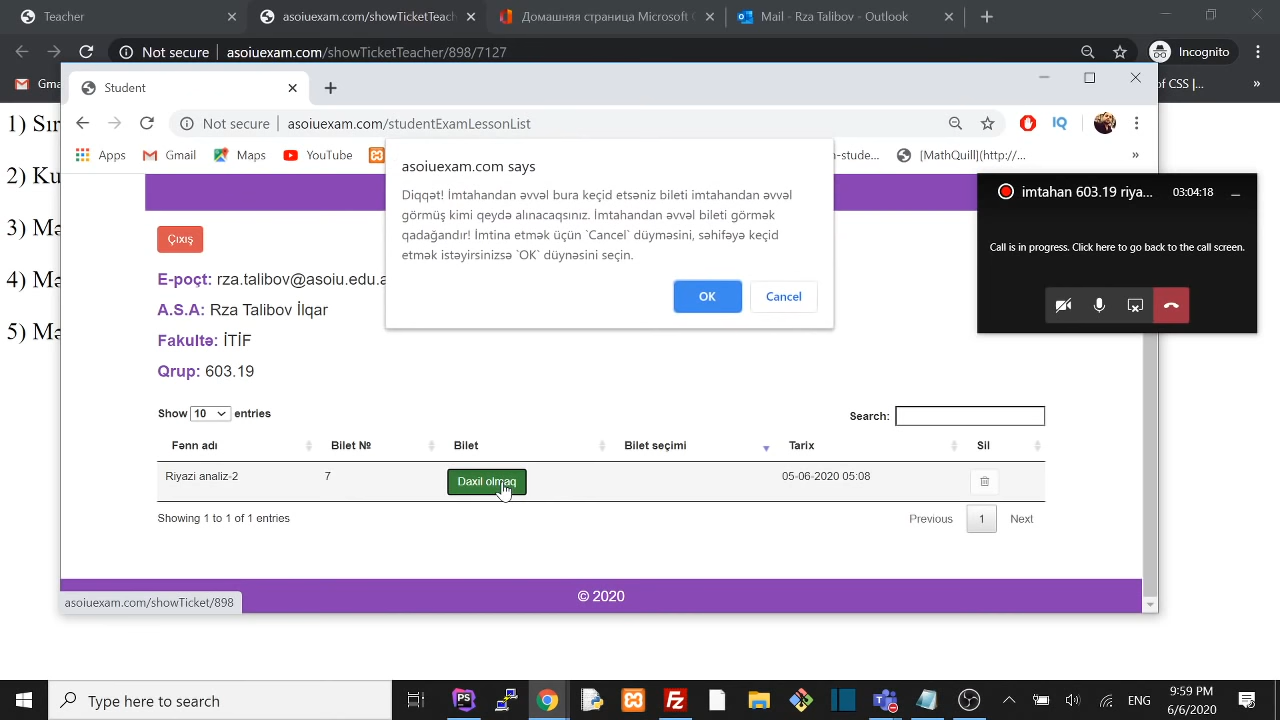 Teacher
asoiuexam.com/showTicketTeach
Домашняя страница Microsoft
Mail - Rza Talibov - Outlook
Not secure | asoiuexam.com/showTicketTeacher/898/7127
Incognito
of CSS |...
»
Student
Not secure | asoiuexam.com/studentExamLessonList
Apps
Gmail
Maps
YouTube
[MathQuill](http://...
»
1)
2)
3)
4)
5)
asoiuexam.com says
Diqqət! İmtahandan əvvəl bura keçid etsəniz bileti imtahandan əvvəl
görmüş kimi qeydə alınacaqsınız. İmtahandan əvvəl bileti görmək
qadağandır! İmtina etmək üçün `Cancel` düyməsini, səhifəyə keçid
etmək istəyirsinizsə `OK` düynəsini seçin.
OK
Cancel
imtahan 603.19 riya...
03:04:18
Call is in progress. Click here to go back to the call screen.
Çıxış
E-poçt: rza.talibov@asoiu.edu.a
A.S.A: Rza Talibov İlqar
Fakultə: İTİF
Qrup: 603.19
Show 10 entries
Search:
Fənn adı
Bilet №
Bilet
Bilet seçimi
Tarix
Sil
Riyazi analiz-2
7
Daxil olmaq
05-06-2020 05:08
Showing 1 to 1 of 1 entries
Previous
1
Next
© 2020
asoiuexam.com/showTicket/898
Type here to search
ENG
9:59 PM
6/6/2020